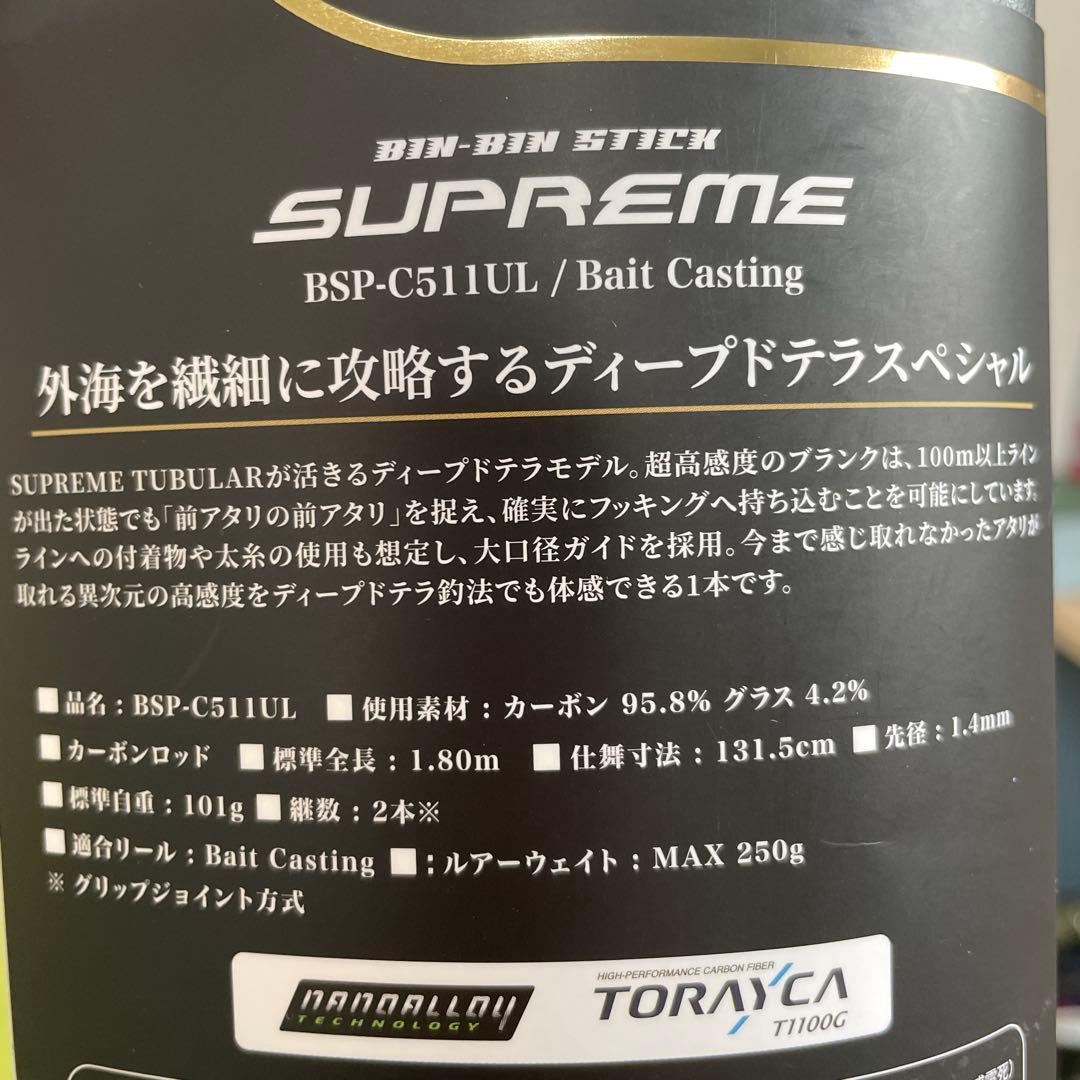 BIN-BIN STICK
SUPREME
BSP-C511UL / Bait Casting
外海を繊細に攻略するディープドテラスペシャル
SUPREME TUBULARが活きるディープドテラモデル。超高感度のブランクは、100m以上ライン
が出た状態でも「前アタリの前アタリ」を捉え、確実にフッキングへ持ち込むことを可能にしています。
ラインへの付着物や太糸の使用も想定し、大口径ガイドを採用。今まで感じ取れなかったアタリが
取れる異次元の高感度をディープドテラ釣法でも体感できる1本です。
■品名：BSP-C511UL ■使用素材：カーボン 95.8% グラス 4.2%
■カーボンロッド ■標準全長：1.80m ■仕舞寸法：131.5cm ■先径：1.4mm
■標準自重：101g ■継数：2本※
■適合リール：Bait Casting ■：ルアーウェイト：MAX 250g
※ グリップジョイント方式
NANOALLOY
TECHNOLOGY
HIGH-PERFORMANCE CARBON FIBER
TORAYCA
T1100G